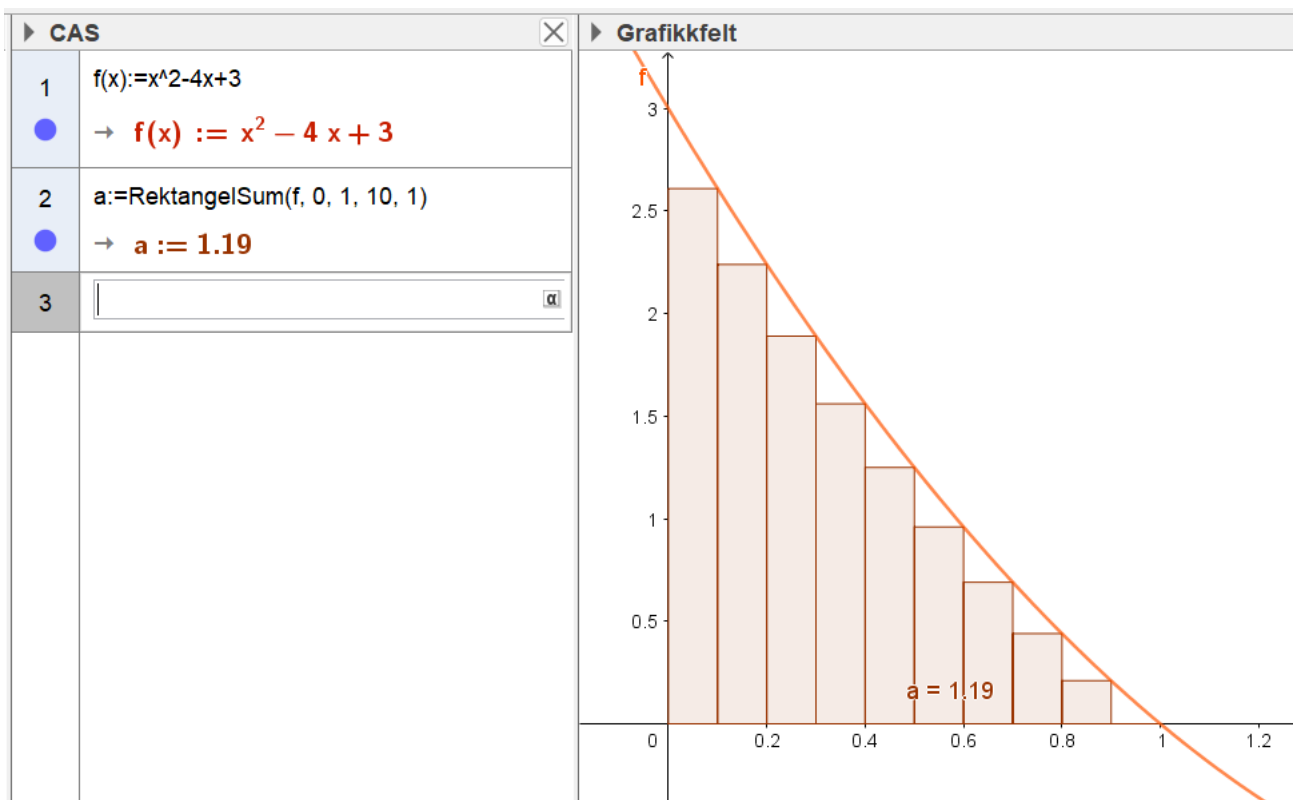 CAS
1
f(x):=x^2-4x+3
→ f(x) := x² − 4 x + 3
2
a:=RektangelSum(f, 0, 1, 10, 1)
→ a := 1.19
3
α
Grafikkfelt
f
3
2.5
2
1.5
1
0.5
a = 1.19
0 0.2 0.4 0.6 0.8 1 1.2